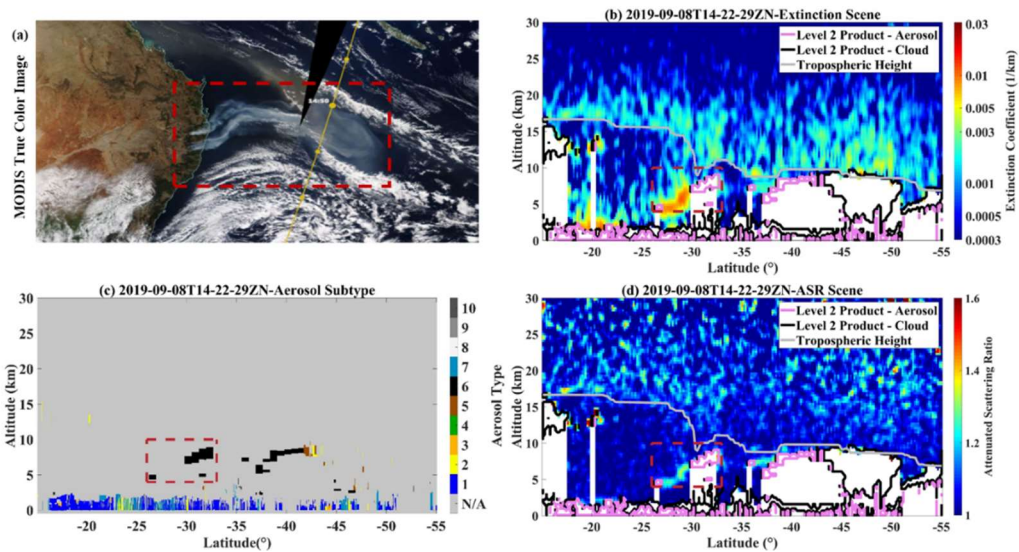 (a)
MODIS True Color Image
(b) 2019-09-08T14-22-29ZN-Extinction Scene
Level 2 Product - Aerosol
Level 2 Product - Cloud
Tropospheric Height
Altitude (km)
30
25
20
15
10
5
0
-20 -25 -30 -35 -40 -45 -50 -55
Latitude (°)
0.03
0.01
0.005
0.003
0.001
0.0005
0.0003
Extinction Coefficient (1/km)
(c) 2019-09-08T14-22-29ZN-Aerosol Subtype
Altitude (km)
30
20
10
0
-20 -25 -30 -35 -40 -45 -50 -55
Latitude(°)
10
9
8
7
6
5
4
3
2
1
N/A
Aerosol Type
(d) 2019-09-08T14-22-29ZN-ASR Scene
Level 2 Product - Aerosol
Level 2 Product - Cloud
Tropospheric Height
Altitude (km)
30
25
20
15
10
5
0
-20 -25 -30 -35 -40 -45 -50 -55
Latitude (°)
1.6
1.4
1.2
1
Attenuated Scattering Ratio